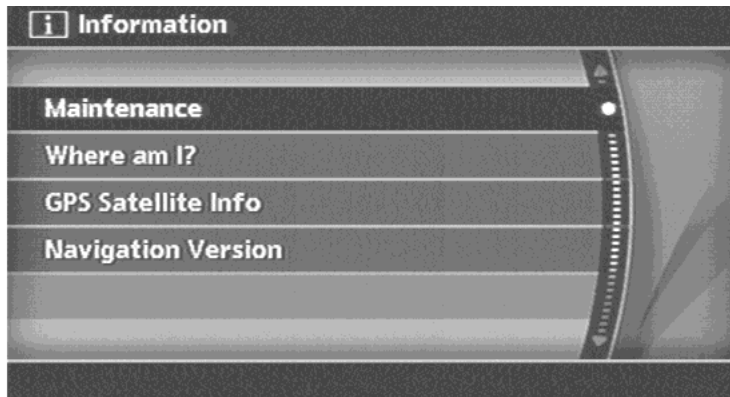 i Information
Maintenance
Where am I?
GPS Satellite Info
Navigation Version